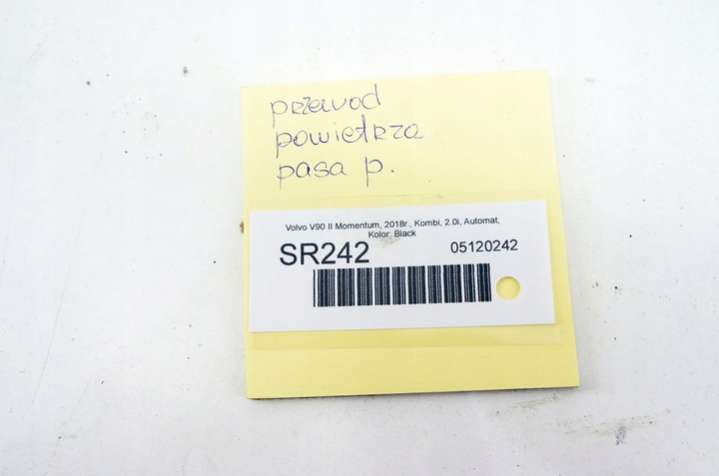 przewod
powietrza
pasa p.
Volvo V90 II Momentum, 2018r., Kombi, 2.0i, Automat,
Kolor: Black
SR242 05120242